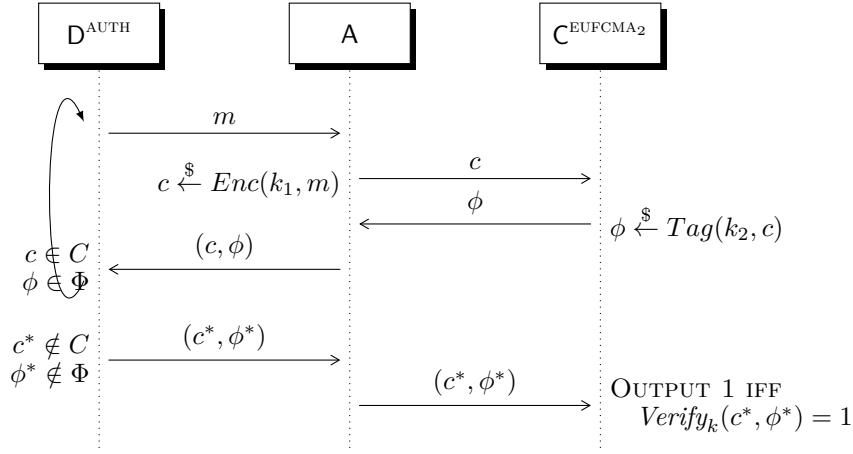 D^AUTH A C^EUFCMA₂
m
c ←$ Enc(k₁, m)
c
ϕ
ϕ ←$ Tag(k₂, c)
c ∈ C
ϕ ∈ Φ
(c, ϕ)
c* ∉ C
ϕ* ∉ Φ
(c*, ϕ*)
(c*, ϕ*)
OUTPUT 1 IFF
Verifyₖ(c*, ϕ*) = 1